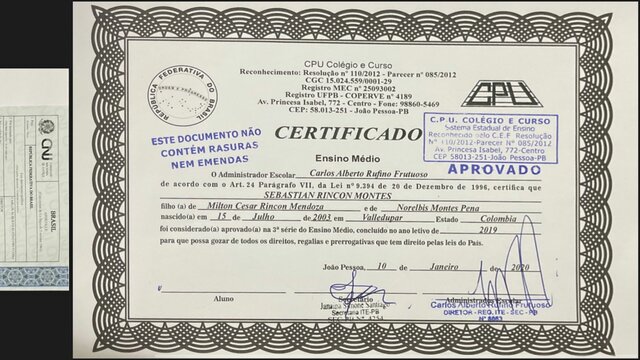 CPU Colégio e Curso
Reconhecimento: Resolução nº 110/2012 - Parecer nº 085/2012
CGC 15.024.559/0001-29
Registro MEC nº 25093002
Registro UFPB - COPERVE nº 4189
Av. Princesa Isabel, 772 - Centro - Fone: 98860-5469
CEP: 58.013-251 - João Pessoa-PB
REPUBLICA FEDERATIVA DO BRASIL
ORDEM E PROGRESSO
CPU
ESTE DOCUMENTO NÃO
CONTÉM RASURAS
NEM EMENDAS
CERTIFICADO
C.P.U. COLÉGIO E CURSO
Sistema Estadual de Ensino
Reconhecido pelo C.E.F Resolução
Nº 110/2012-Parecer Nº 085/2012
Av. Princesa Isabel, 772-Centro
CEP 58013-251-João Pessoa-PB
APROVADO
Ensino Médio
O Administrador Escolar Carlos Alberto Rufino Frutuoso
de acordo com o Art. 24 Parágrafo VII, da Lei nº 9.394 de 20 de Dezembro de 1996, certifica que
SEBASTIAN RINCON MONTES
filho (a) de Milton Cesar Rincon Mendoza e Norelbis Montes Pena
nascido(a) em 15 de Julho de 2003 em Valledupar Estado Colombia
foi considerado(a) aprovado(a) na 3ª série do Ensino Médio, concluído no ano letivo de 2019
para que possa gozar de todos os direitos, regalias e prerrogativas que tem direito pelas leis do País.
João Pessoa, 10 de Janeiro de 2020
Aluno
Secretário
Administrador Escolar
Janaina Simone Santiago
Secretaria ITE-PB
Carlos Alberto Rufino Frutuoso
DIRETOR - REG. ITE - SEC - PB
Nº 8083
CNJ
BRASIL